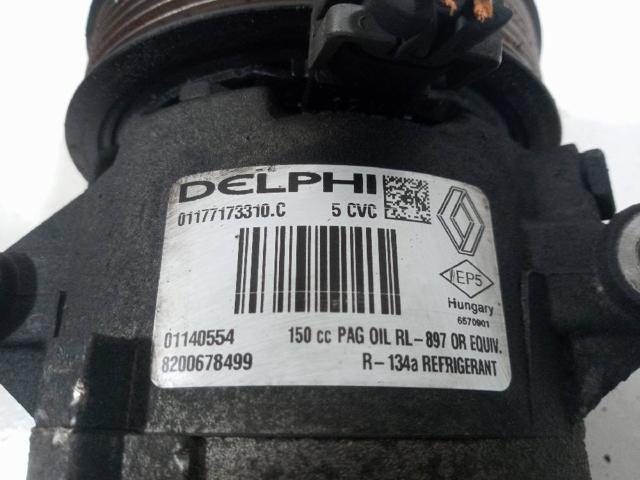 DELPHI
01177173310.C 5 CVC
EP5
Hungary
6570901
01140554 150 cc PAG OIL RL-897 OR EQUIV.
8200678499 R-134a REFRIGERANT